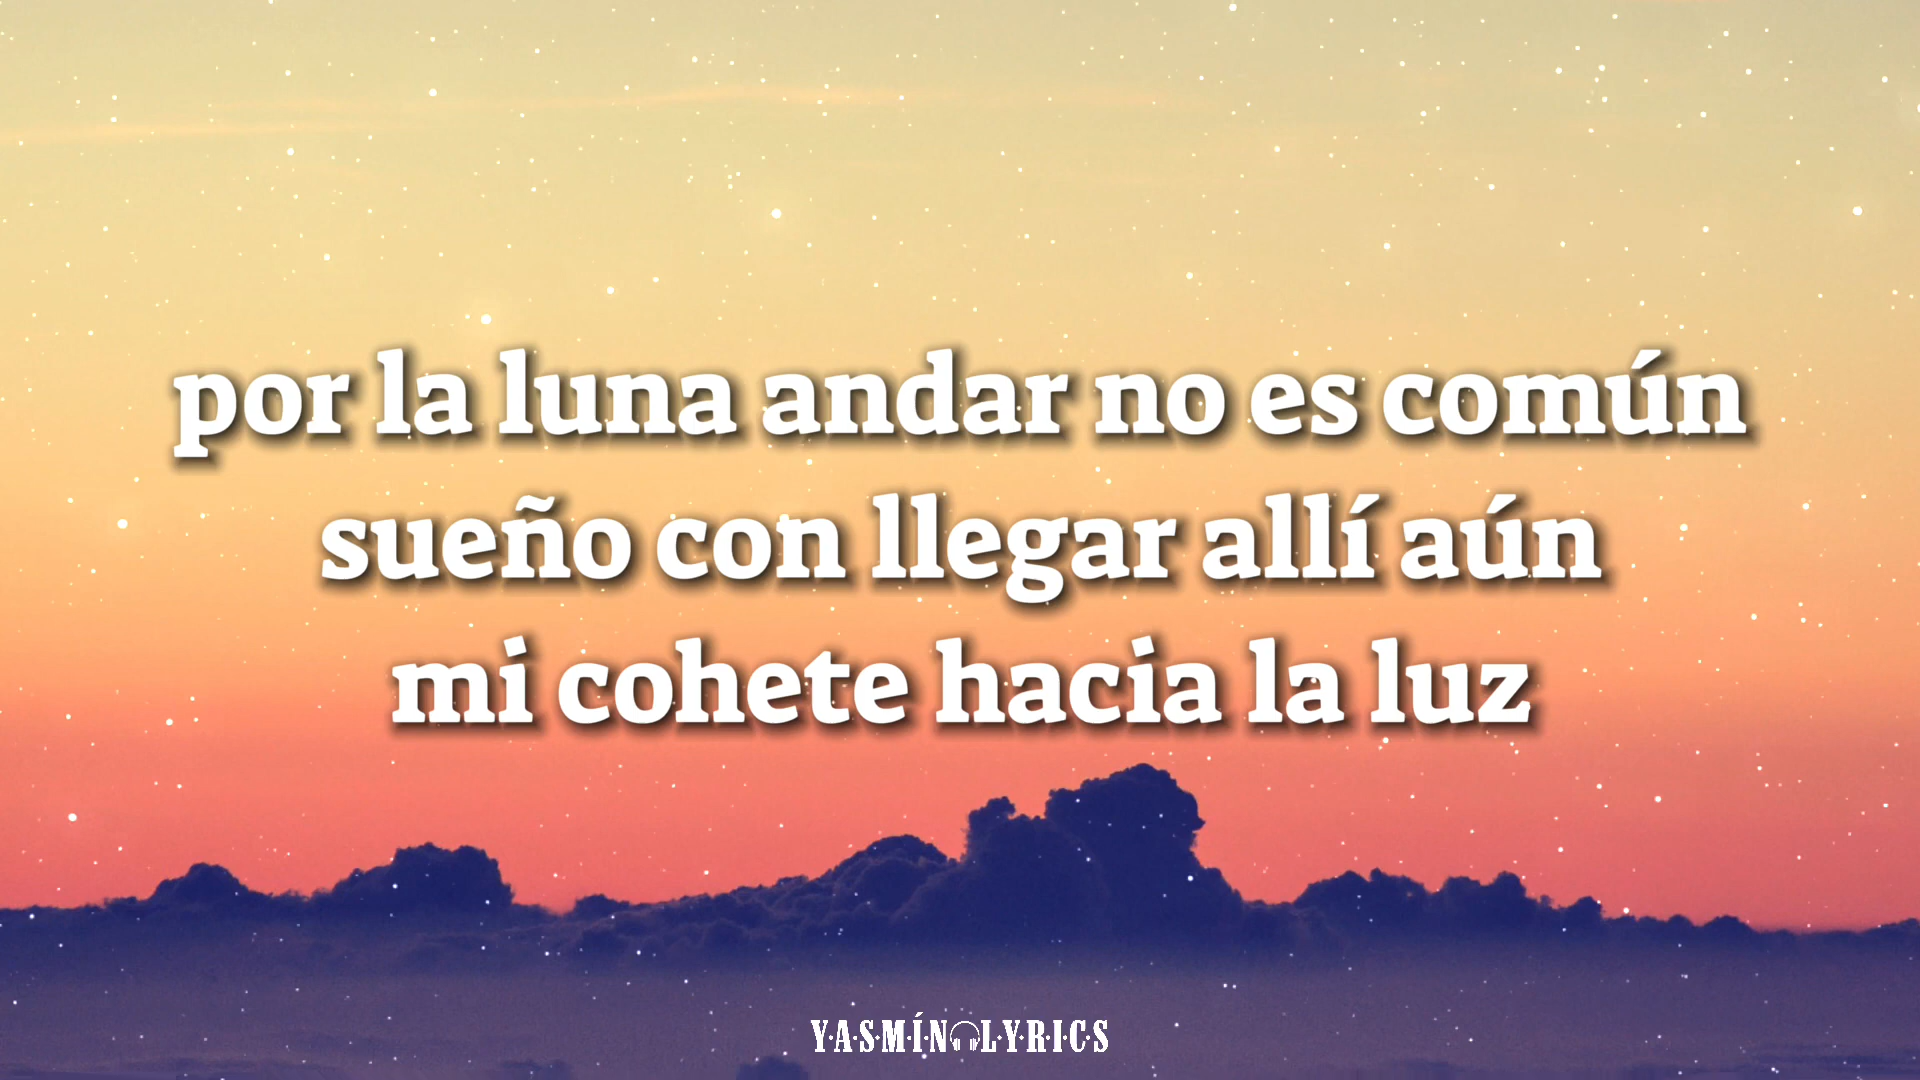 por la luna andar no es común
sueño con llegar allí aún
mi cohete hacia la luz
YASMÍN LYRICS